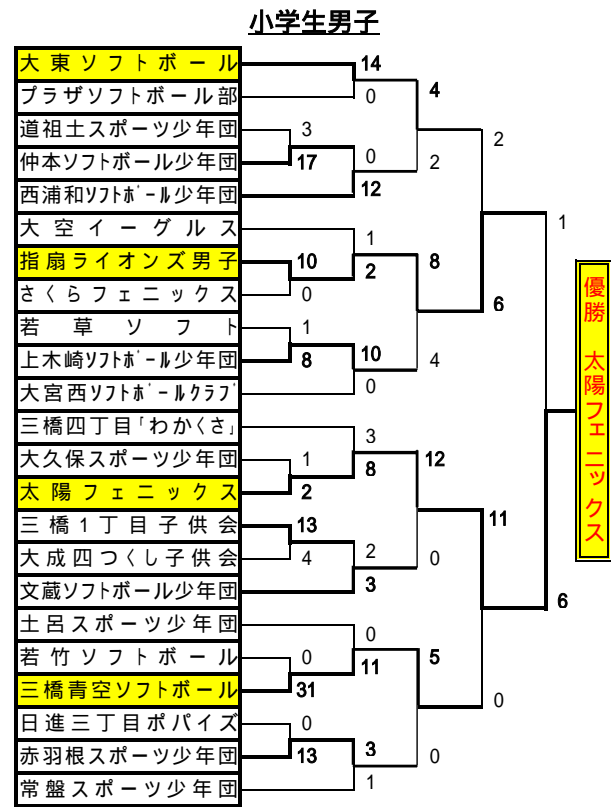 小学生男子
大東ソフトボール
プラザソフトボール部
道祖土スポーツ少年団
仲本ソフトボール少年団
西浦和ソフトボール少年団
大空イーグルス
指扇ライオンズ男子
さくらフェニックス
若草ソフト
上木崎ソフトボール少年団
大宮西ソフトボールクラブ
三橋四丁目「わかくさ」
大久保スポーツ少年団
太陽フェニックス
三橋1丁目子供会
大成四つくし子供会
文蔵ソフトボール少年団
土呂スポーツ少年団
若竹ソフトボール
三橋青空ソフトボール
日進三丁目ポパイズ
赤羽根スポーツ少年団
常盤スポーツ少年団
3
17
10
0
1
8
1
2
13
4
0
31
0
13
14
0
0
12
1
2
10
0
3
8
2
3
0
11
3
1
4
2
8
4
12
0
5
0
2
6
11
0
1
6
優勝 太陽フェニックス